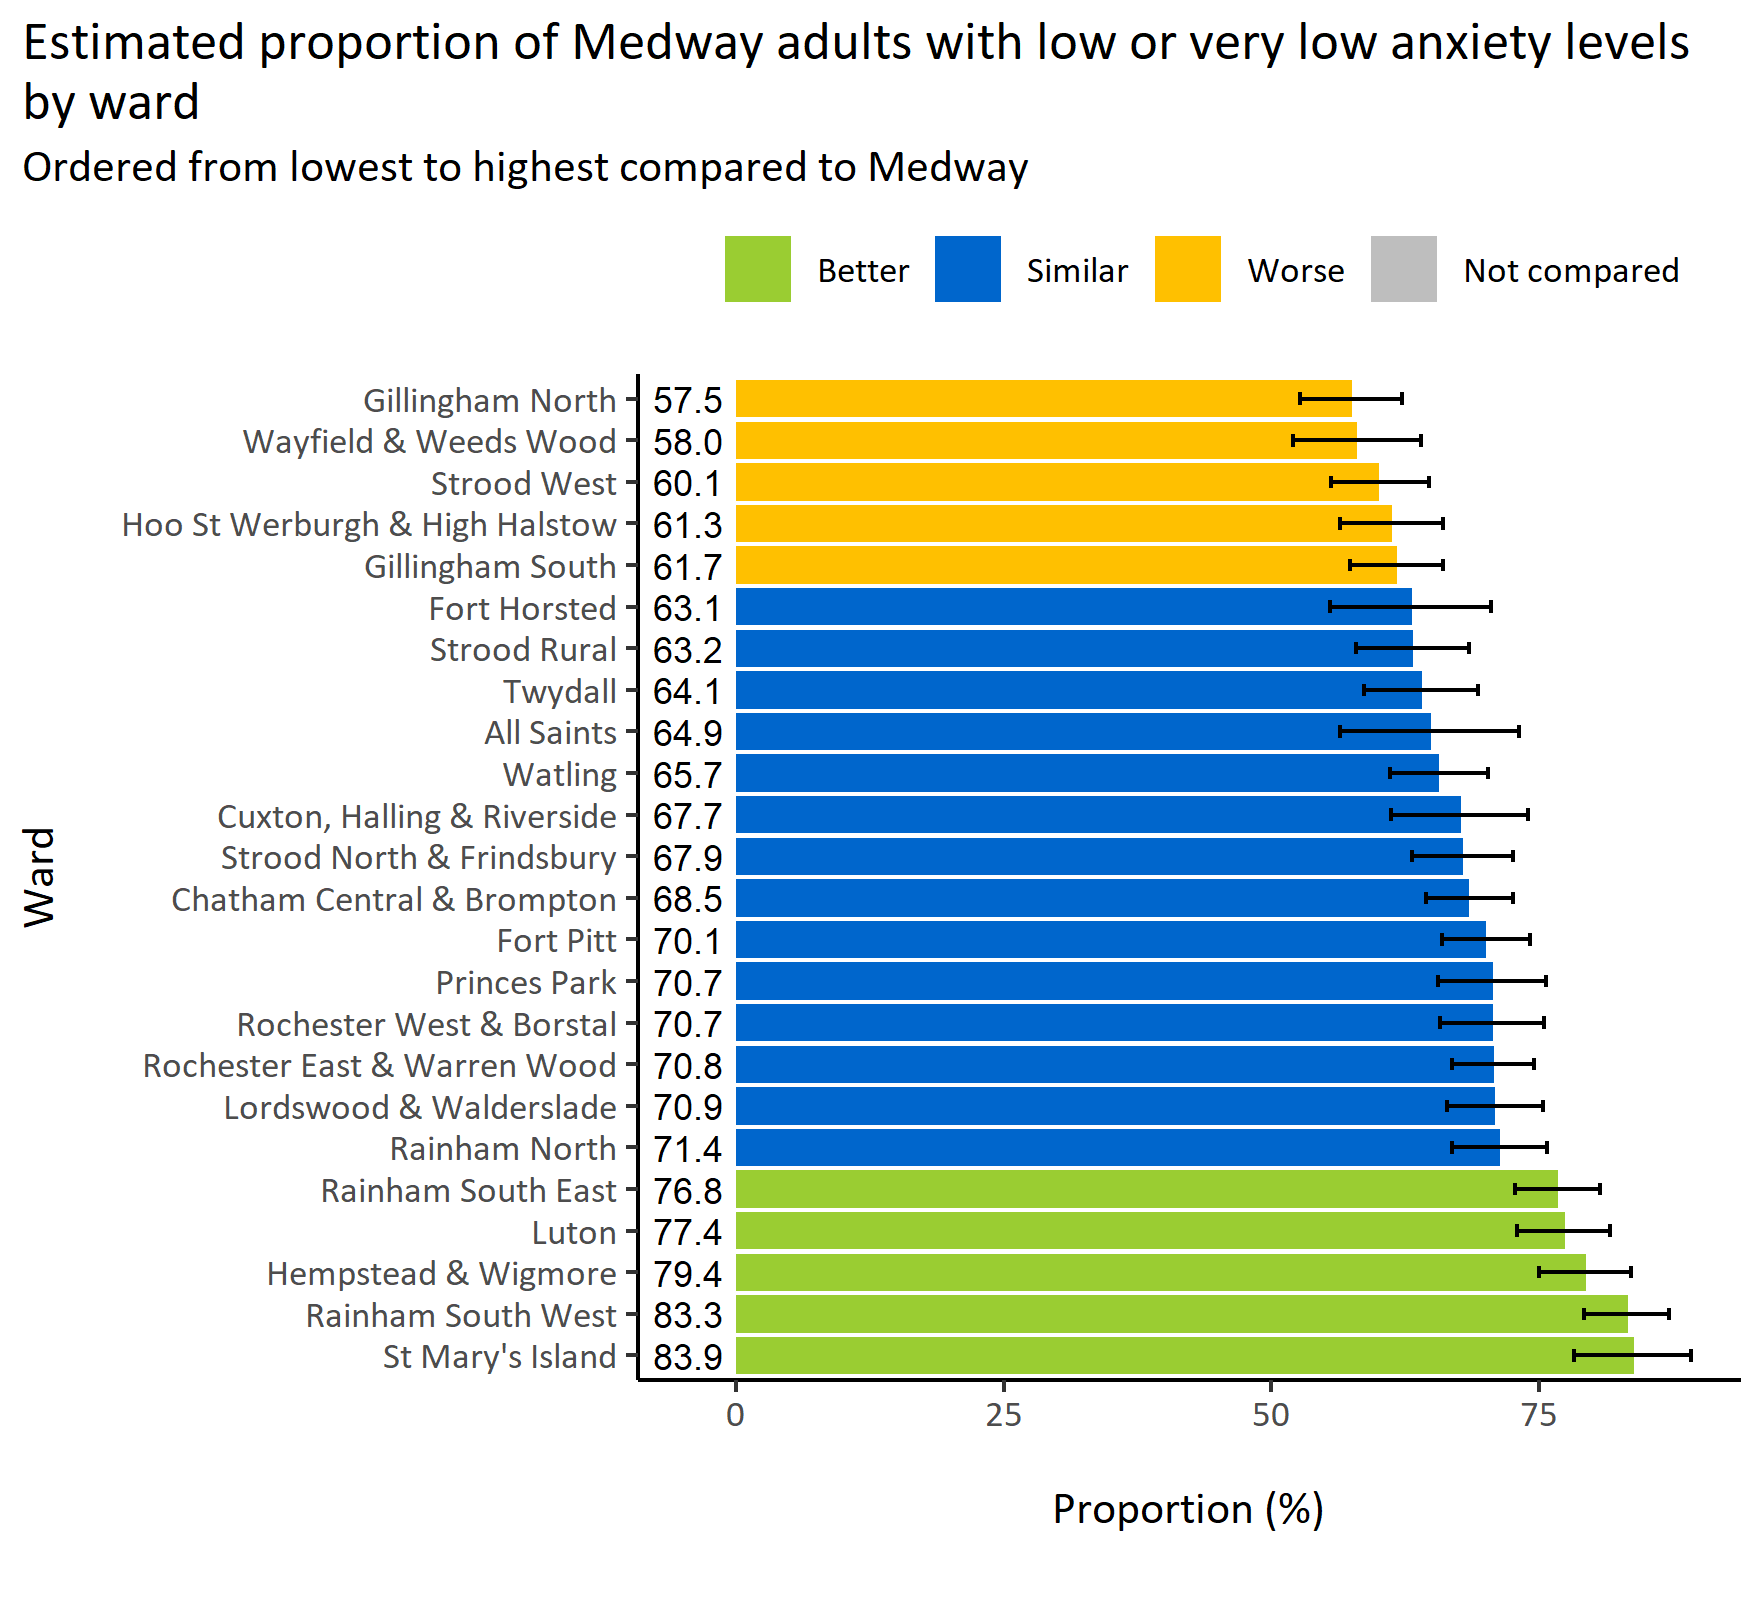 Estimated proportion of Medway adults with low or very low anxiety levels
by ward
Ordered from lowest to highest compared to Medway
Better Similar Worse Not compared
Gillingham North 57.5
Wayfield & Weeds Wood 58.0
Strood West 60.1
Hoo St Werburgh & High Halstow 61.3
Gillingham South 61.7
Fort Horsted 63.1
Strood Rural 63.2
Twydall 64.1
All Saints 64.9
Watling 65.7
Cuxton, Halling & Riverside 67.7
Strood North & Frindsbury 67.9
Chatham Central & Brompton 68.5
Fort Pitt 70.1
Princes Park 70.7
Rochester West & Borstal 70.7
Rochester East & Warren Wood 70.8
Lordswood & Walderslade 70.9
Rainham North 71.4
Rainham South East 76.8
Luton 77.4
Hempstead & Wigmore 79.4
Rainham South West 83.3
St Mary's Island 83.9
Ward
0 25 50 75
Proportion (%)